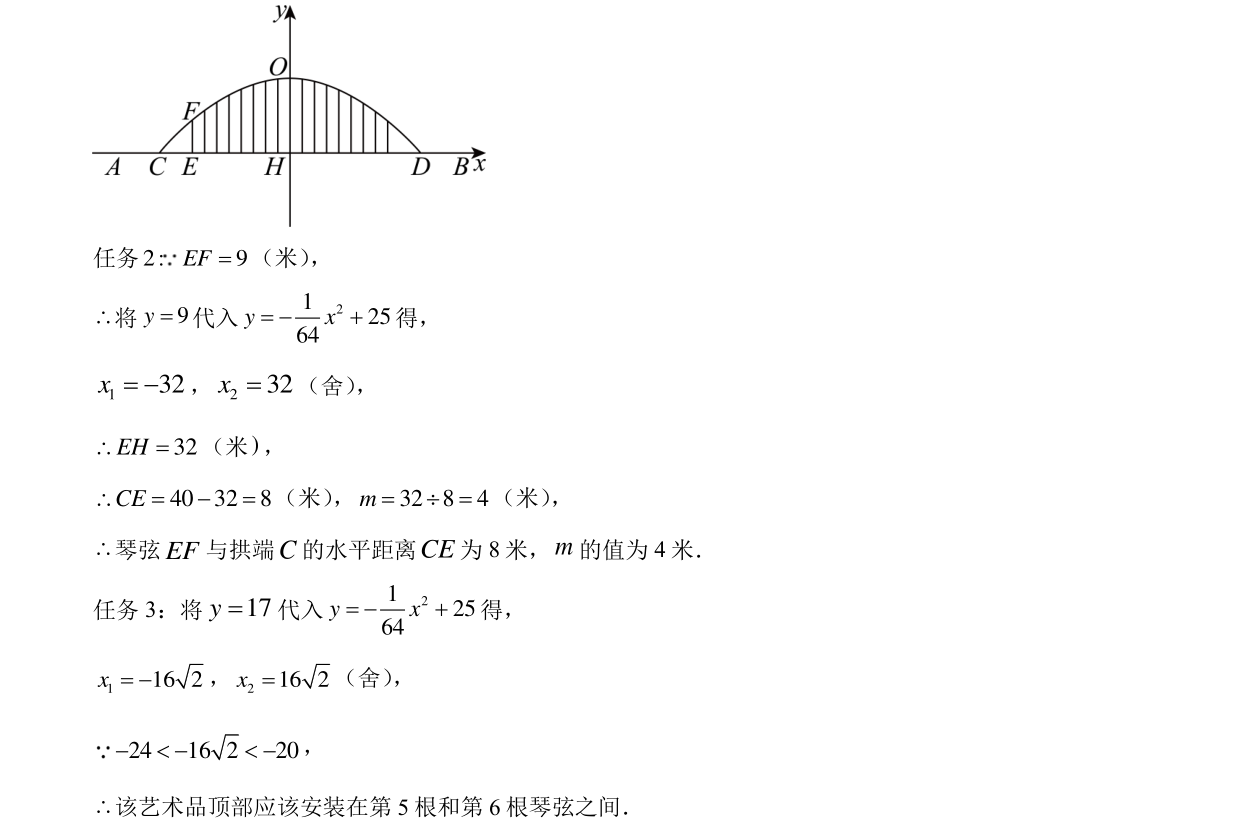 y
O
F
A C E H D B x
任务 2∵ EF = 9（米），
∴将 y = 9 代入 y = -\frac{1}{64}x² + 25 得，
x₁ = -32， x₂ = 32（舍），
∴EH = 32（米），
∴CE = 40 - 32 = 8（米）， m = 32 ÷ 8 = 4（米），
∴琴弦 EF 与拱端 C 的水平距离 CE 为 8 米， m 的值为 4 米．
任务 3：将 y = 17 代入 y = -\frac{1}{64}x² + 25 得，
x₁ = -16√2， x₂ = 16√2（舍），
∵ -24 < -16√2 < -20，
∴该艺术品顶部应该安装在第 5 根和第 6 根琴弦之间．